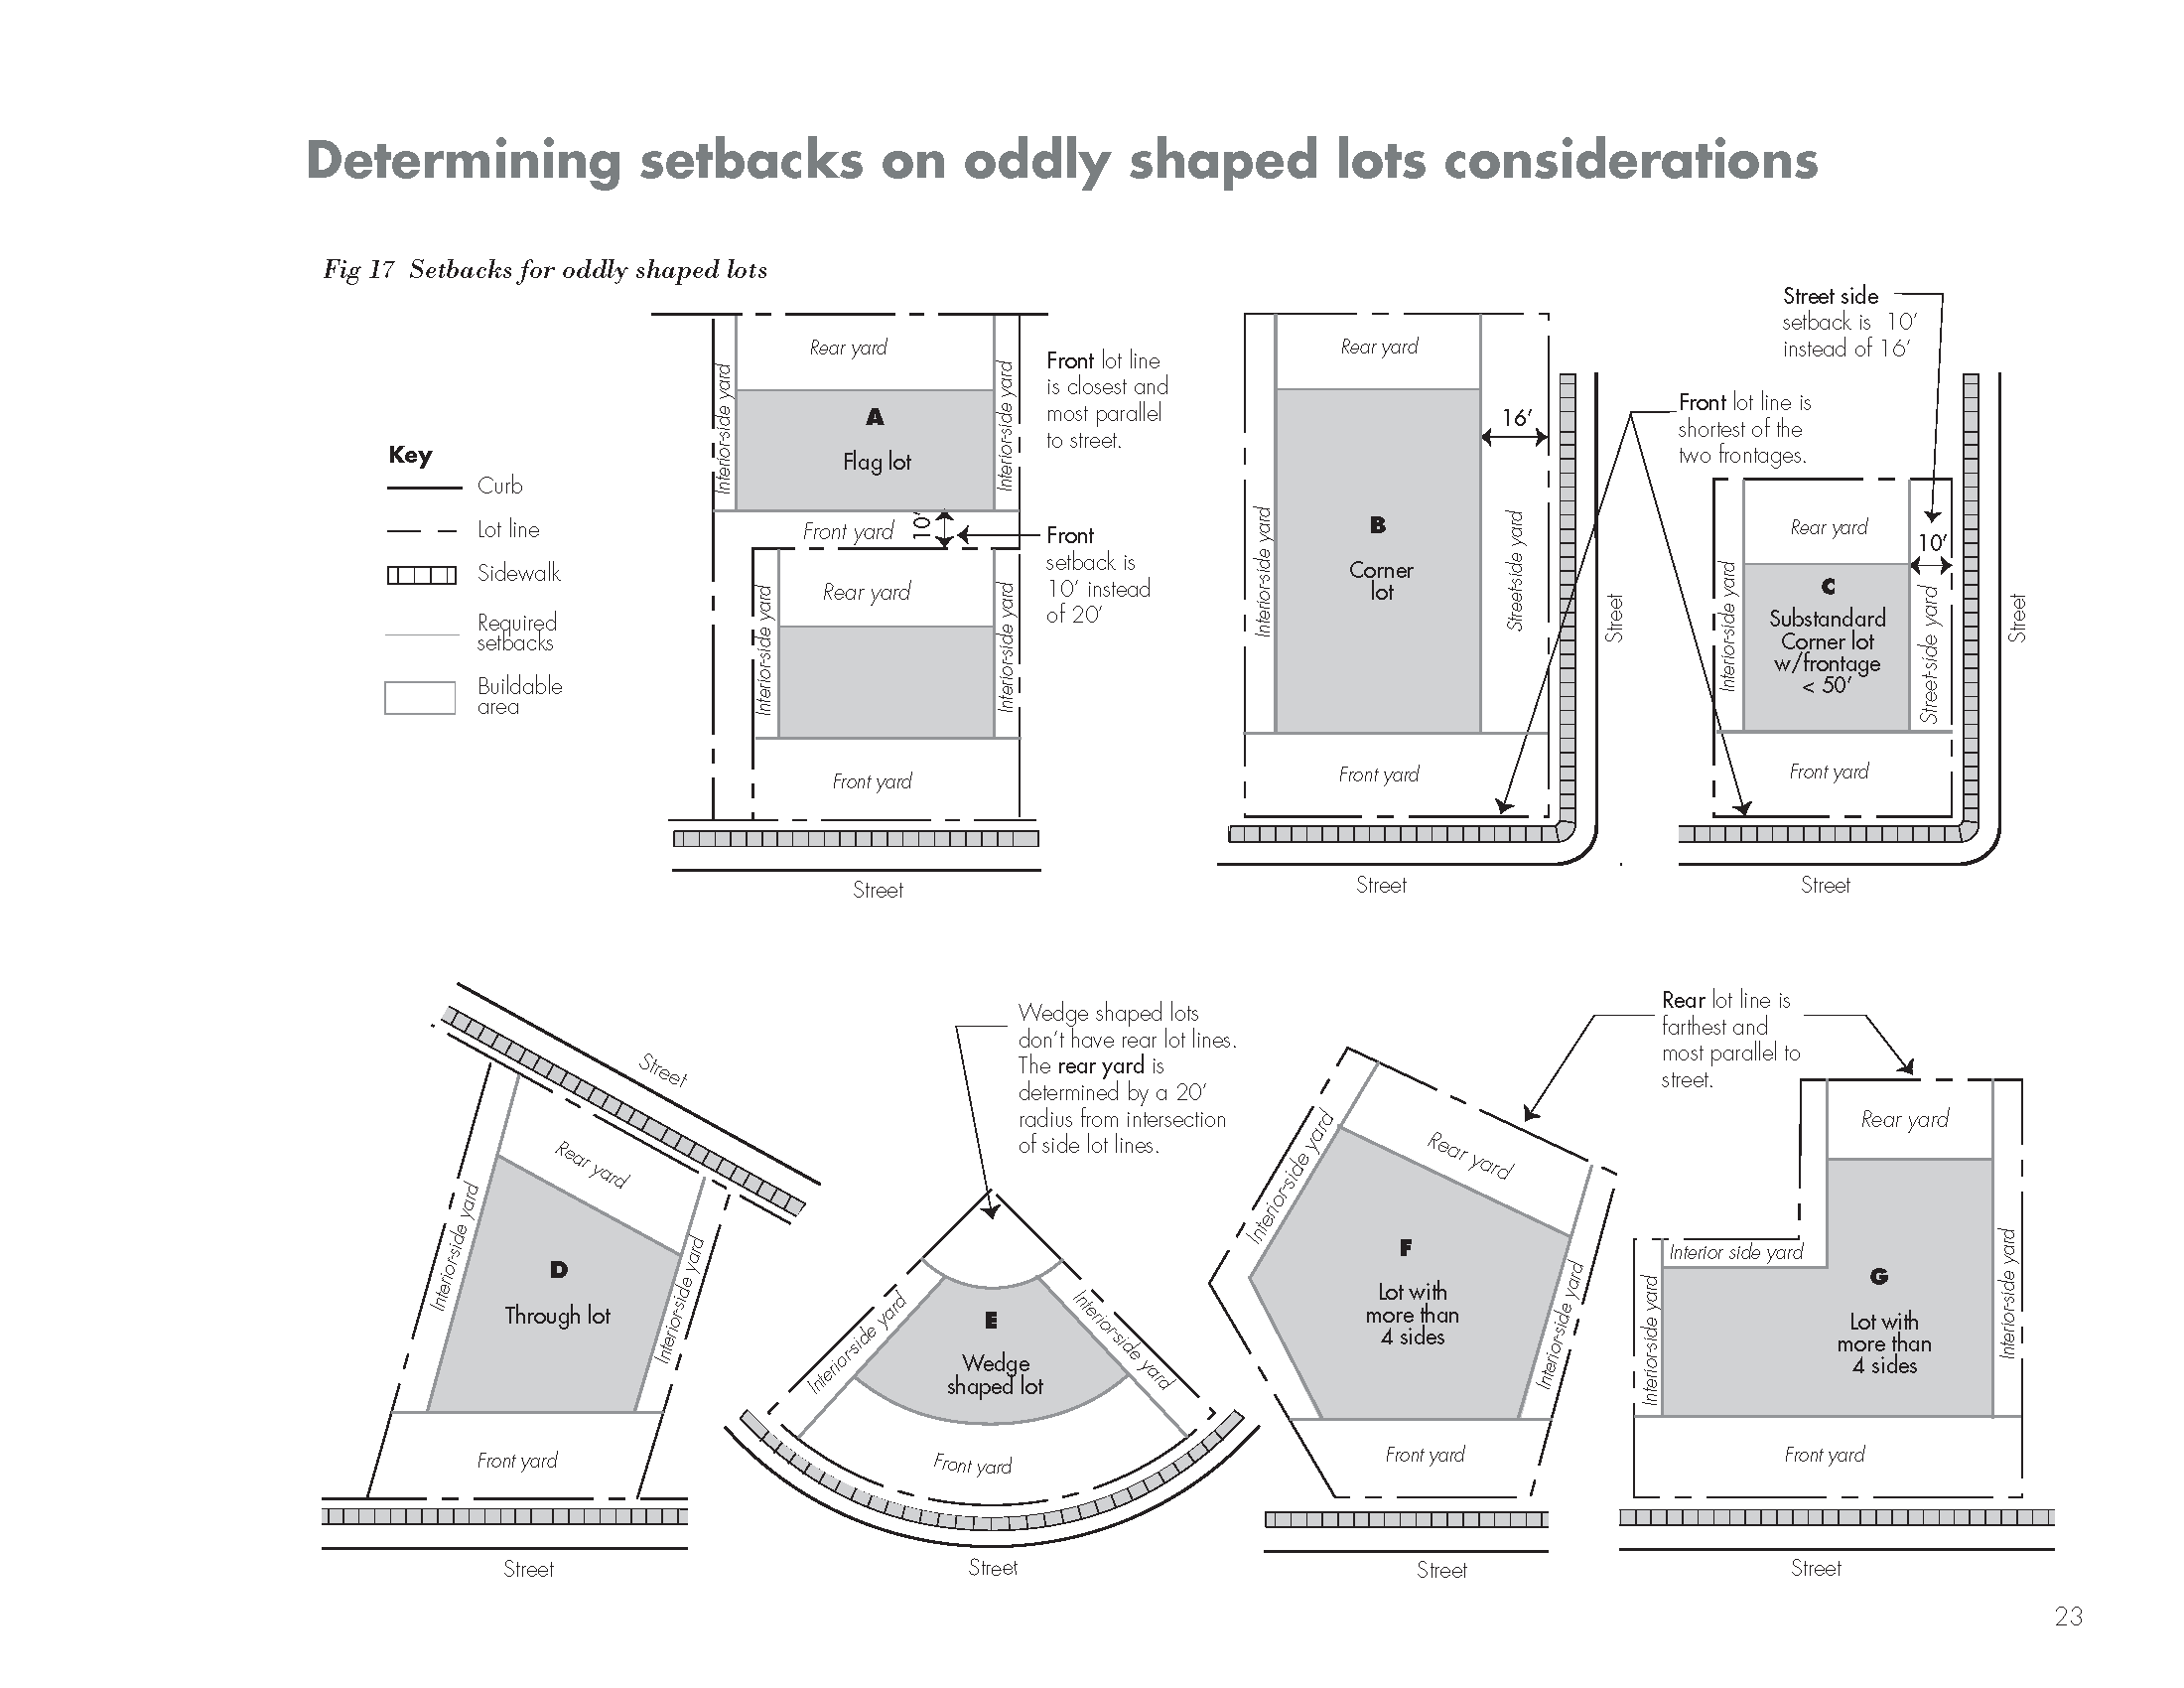 Determining setbacks on oddly shaped lots considerations
Fig 17 Setbacks for oddly shaped lots
Key
Curb
Lot line
Sidewalk
Required
setbacks
Buildable
area
Rear yard
Interior-side yard
Interior-side yard
A
Flag lot
Front yard
10’
Front lot line
is closest and
most parallel
to street.
Front
setback is
10’ instead
of 20’
Rear yard
Interior-side yard
Interior-side yard
Front yard
Street
Rear yard
16’
Interior-side yard
B
Corner
lot
Street-side yard
Front yard
Street
Street
Front lot line is
shortest of the
two frontages.
Street side
setback is 10’
instead of 16’
Rear yard
10’
Interior-side yard
C
Substandard
Corner lot
w/frontage
< 50’
Street-side yard
Front yard
Street
Street
Street
Rear yard
Interior-side yard
D
Through lot
Interior-side yard
Front yard
Street
Wedge shaped lots
don’t have rear lot lines.
The rear yard is
determined by a 20’
radius from intersection
of side lot lines.
Interior-side yard
E
Wedge
shaped lot
Interior-side yard
Front yard
Street
Rear lot line is
farthest and
most parallel to
street.
Interior-side yard
Rear yard
F
Lot with
more than
4 sides
Interior-side yard
Front yard
Street
Rear yard
Interior side yard
Interior-side yard
G
Lot with
more than
4 sides
Interior-side yard
Front yard
Street
23